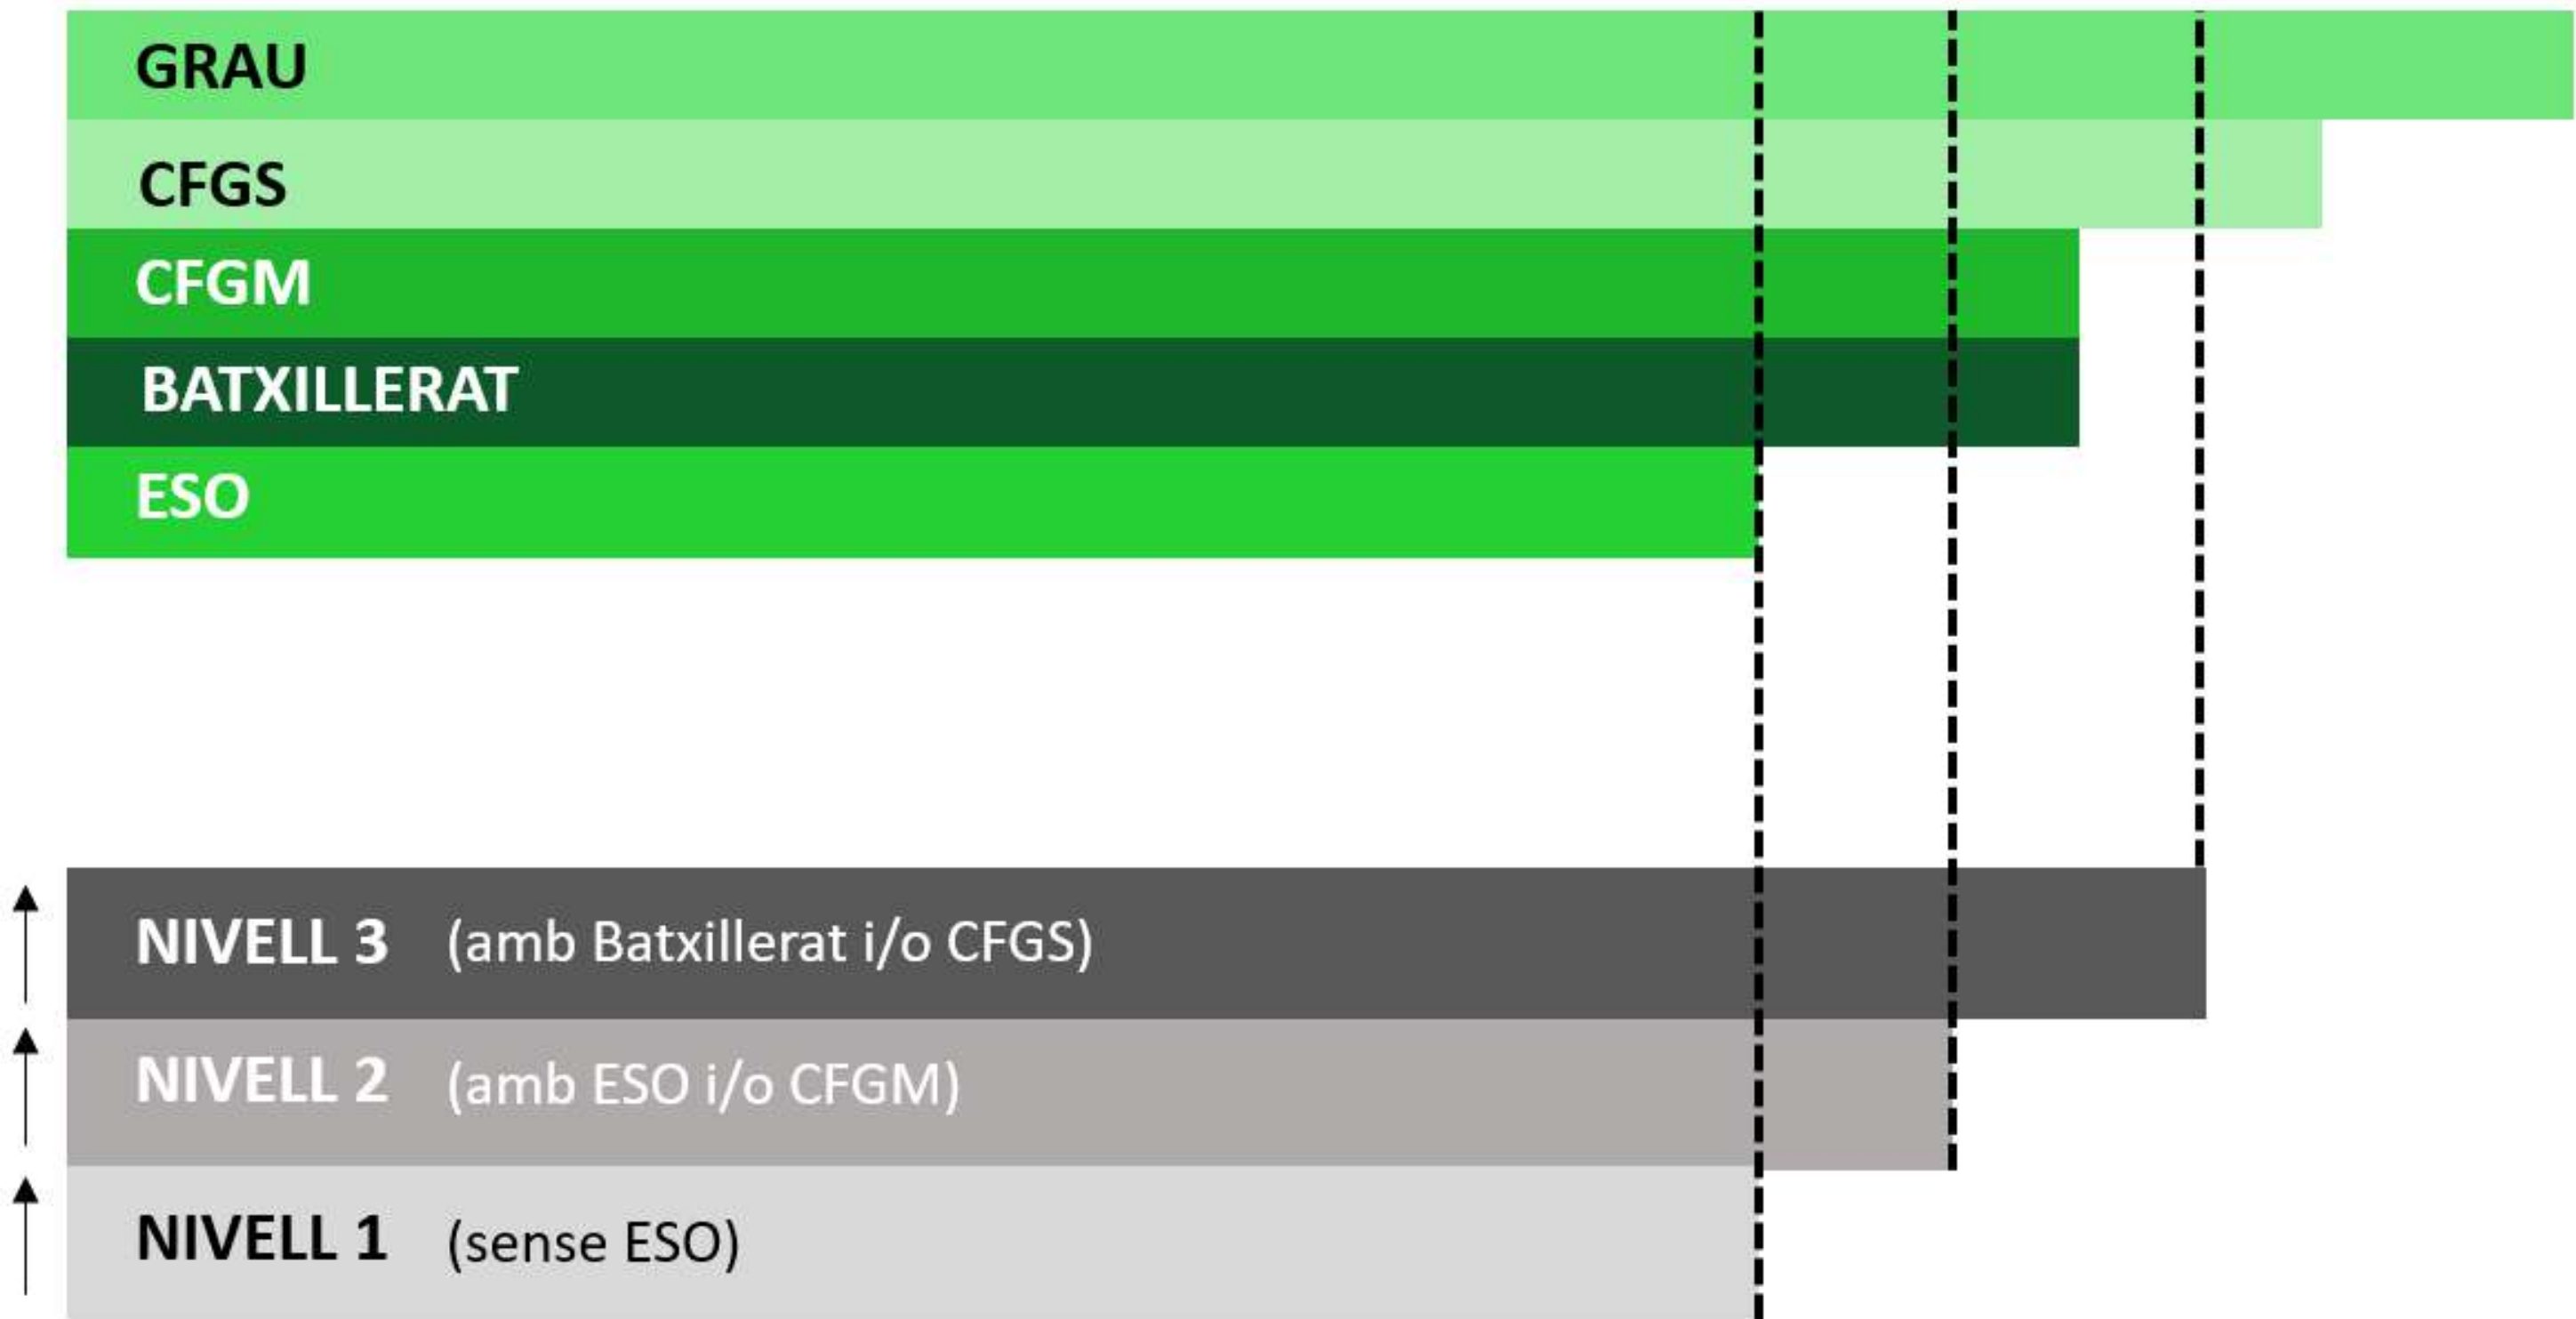 GRAU
CFGS
CFGM
BATXILLERAT
ESO
NIVELL 3 (amb Batxillerat i/o CFGS)
NIVELL 2 (amb ESO i/o CFGM)
NIVELL 1 (sense ESO)